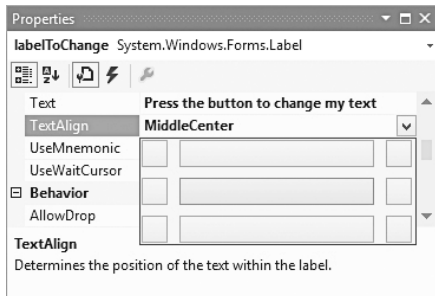 Properties
labelToChange System.Windows.Forms.Label
Text Press the button to change my text
TextAlign MiddleCenter
UseMnemonic
UseWaitCursor
Behavior
AllowDrop
TextAlign
Determines the position of the text within the label.